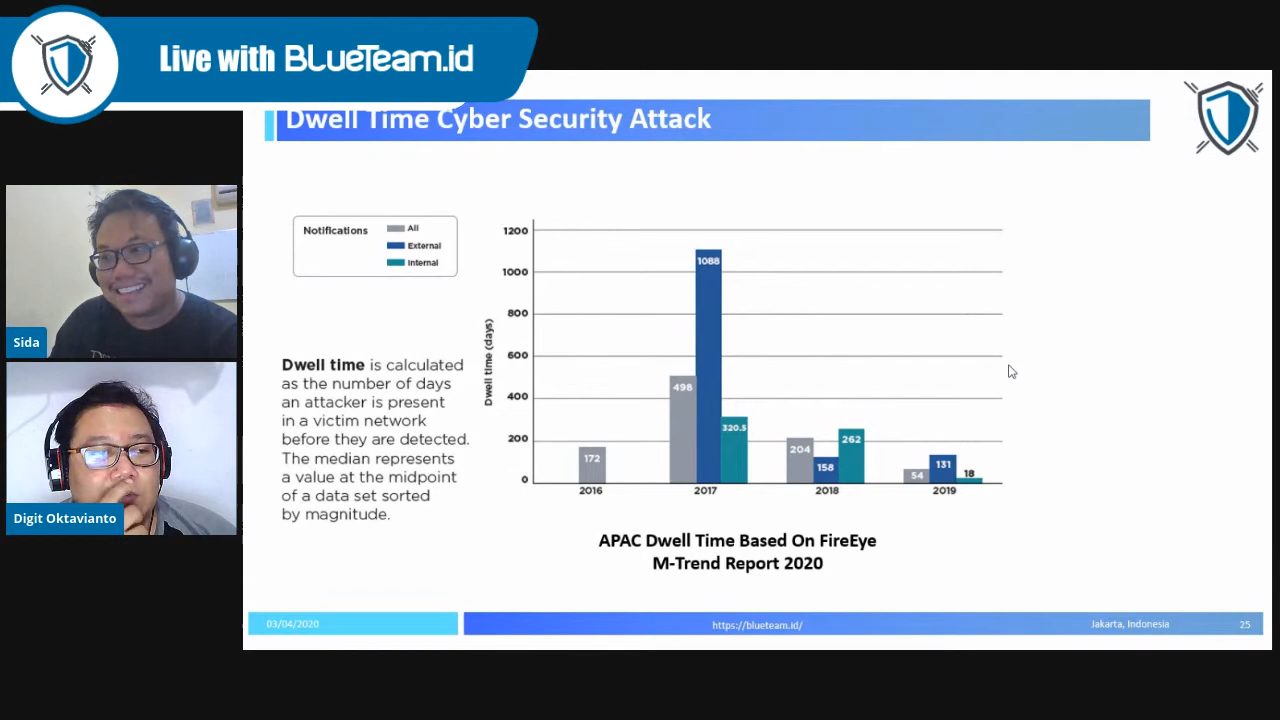 Live with BLUeTeam.id
Dwell Time Cyber Security Attack
Notifications
All
External
Internal
Dwell time is calculated
as the number of days
an attacker is present
in a victim network
before they are detected.
The median represents
a value at the midpoint
of a data set sorted
by magnitude.
Dwell time (days)
1200
1000
800
600
400
200
0
172
498
1088
320.5
204
158
262
54
131
18
2016
2017
2018
2019
APAC Dwell Time Based On FireEye
M-Trend Report 2020
Sida
Digit Oktavianto
03/04/2020
https://blueteam.id/
Jakarta, Indonesia
25